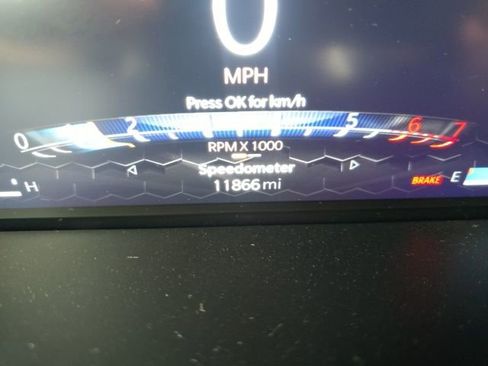 0
MPH
Press OK for km/h
0 2 5 6 7
RPM X 1000
Speedometer
H 11866 mi BRAKE E